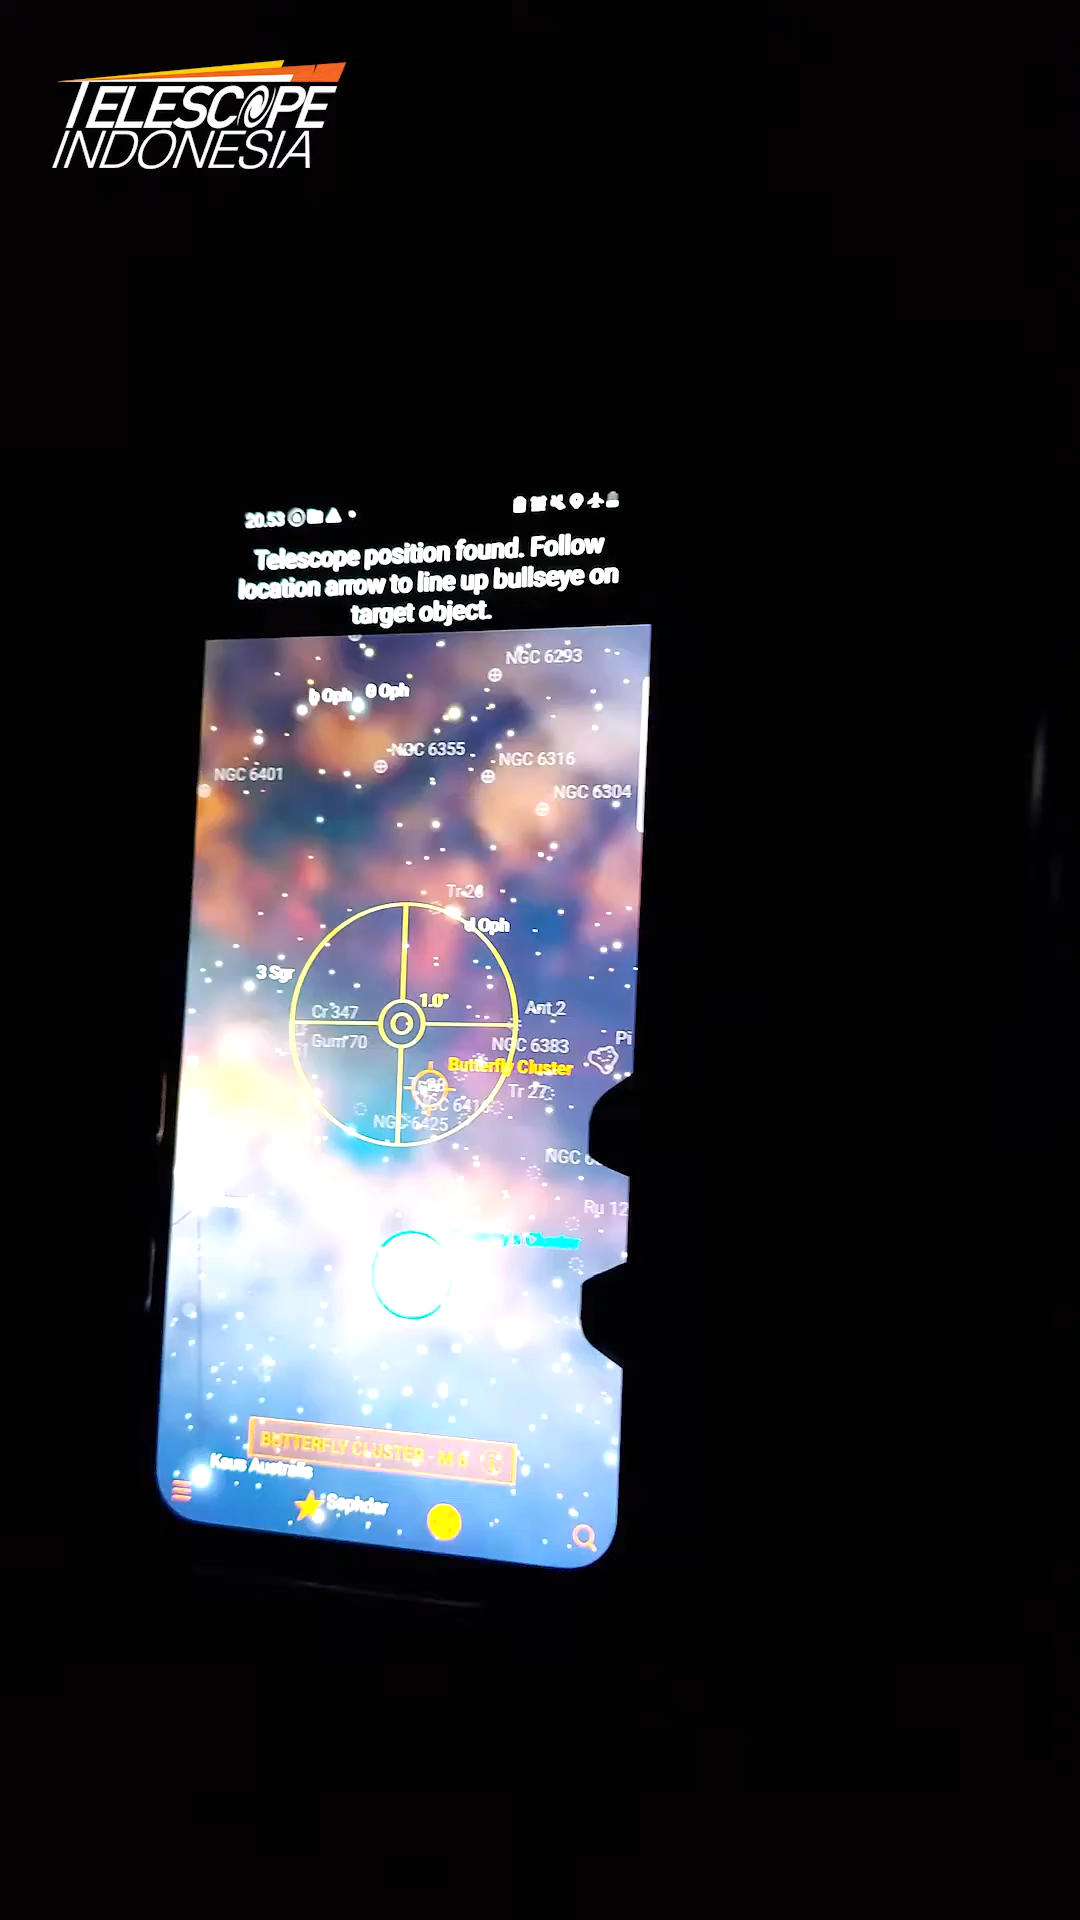 TELESCOPE
INDONESIA
20.53
Telescope position found. Follow
location arrow to line up bullseye on
target object.
NGC 6293
b Oph
θ Oph
NGC 6355
NGC 6316
NGC 6401
NGC 6304
Tr 26
d Oph
3 Sgr
1.0°
Cr 347
Ant 2
Gum 70
NGC 6383
Pi
Butterfly Cluster
Tr 27
NGC 6425
NGC
Ru 12
Cluster
BUTTERFLY CLUSTER - M 6
Kaus Australis
Sephdar